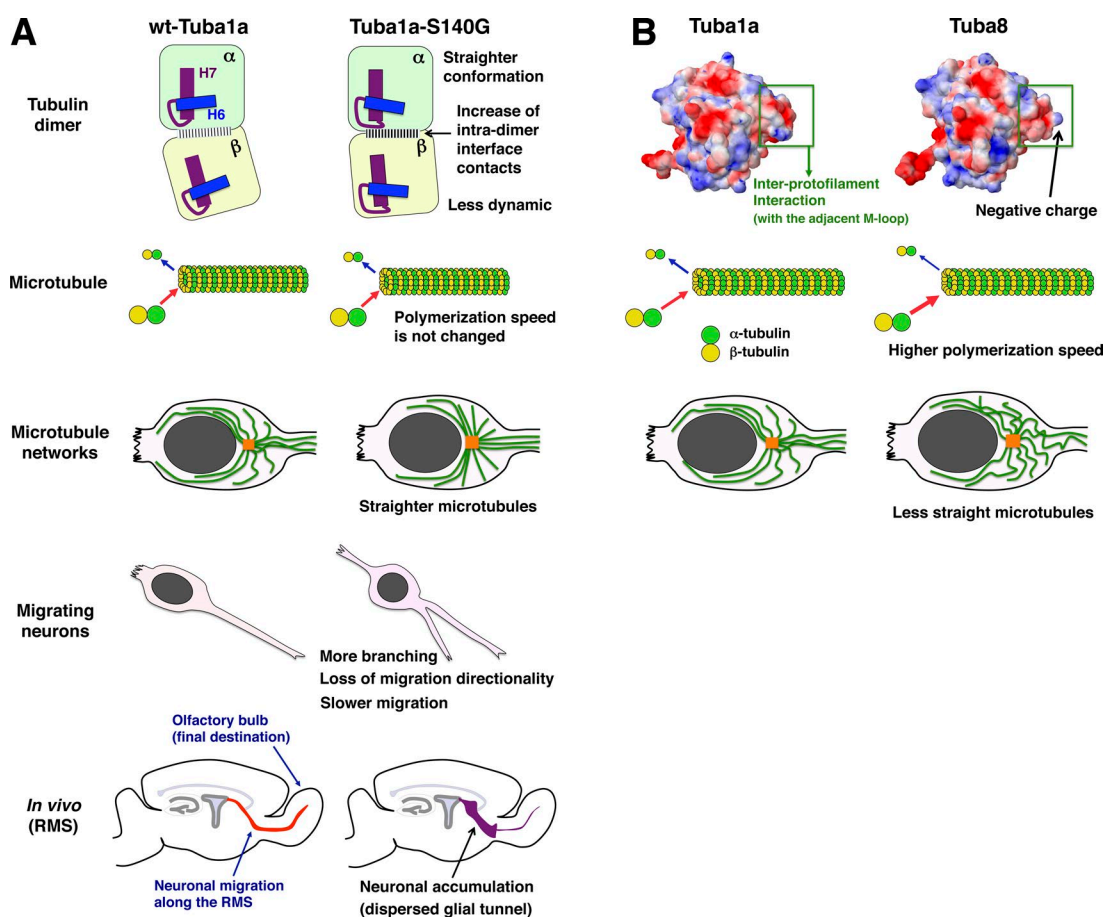 A
wt-Tuba1a
Tuba1a-S140G
Tubulin
dimer
α
H7
H6
β
α
β
Straighter
conformation
Increase of
intra-dimer
interface
contacts
Less dynamic
Microtubule
Polymerization speed
is not changed
Microtubule
networks
Straighter microtubules
Migrating
neurons
More branching
Loss of migration directionality
Slower migration
In vivo
(RMS)
Olfactory bulb
(final destination)
Neuronal migration
along the RMS
Neuronal accumulation
(dispersed glial tunnel)
B
Tuba1a
Tuba8
Inter-protofilament
Interaction
(with the adjacent M-loop)
Negative charge
α-tubulin
β-tubulin
Higher polymerization speed
Less straight microtubules